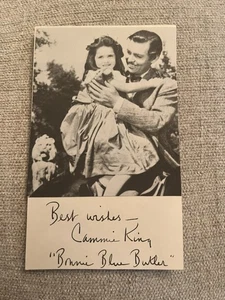 Best wishes —
Cammie King
"Bonnie Blue Butler"